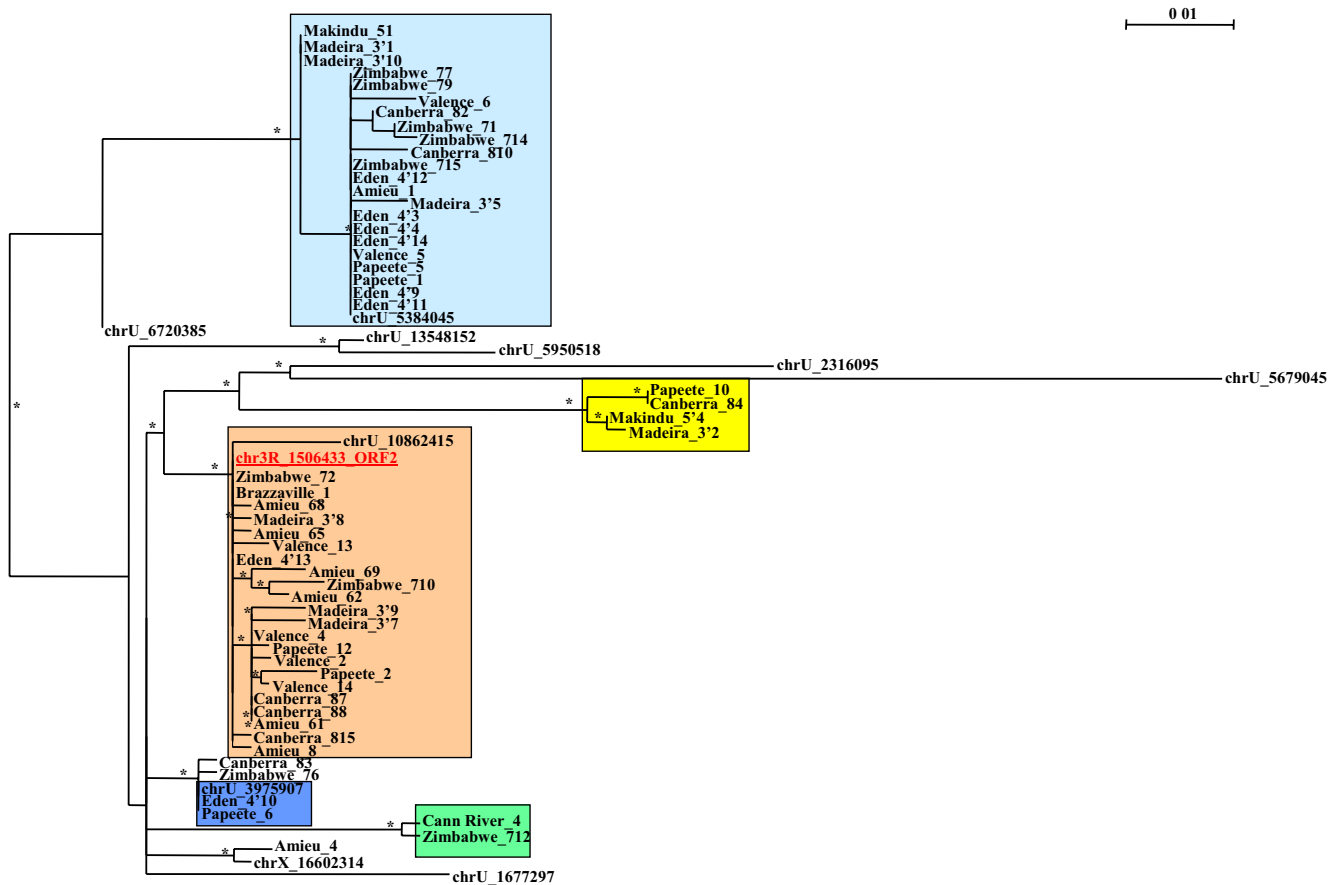 0 01
Makindu_51
Madeira_3’1
Madeira_3'10
Zimbabwe_77
Zimbabwe_79
Valence_6
Canberra_82
Zimbabwe_71
Zimbabwe_714
Canberra_810
Zimbabwe_715
Eden_4’12
Amieu_1
Madeira_3’5
Eden_4’3
Eden_4’4
Eden_4’14
Valence_5
Papeete_5
Papeete_1
Eden_4’9
Eden_4’11
chrU_5384045
chrU_6720385
chrU_13548152
chrU_5950518
chrU_2316095
chrU_5679045
Papeete_10
Canberra_84
Makindu_5’4
Madeira_3’2
chrU_10862415
chr3R_1506433_ORF2
Zimbabwe_72
Brazzaville_1
Amieu_68
Madeira_3’8
Amieu_65
Valence_13
Eden_4’13
Amieu_69
Zimbabwe_710
Amieu_62
Madeira_3’9
Madeira_3’7
Valence_4
Papeete_12
Valence_2
Papeete_2
Valence_14
Canberra_87
Canberra_88
Amieu_61
Canberra_815
Amieu_8
Canberra_83
Zimbabwe_76
chrU_3975907
Eden_4’10
Papeete_6
Cann River_4
Zimbabwe_712
Amieu_4
chrX_16602314
chrU_1677297